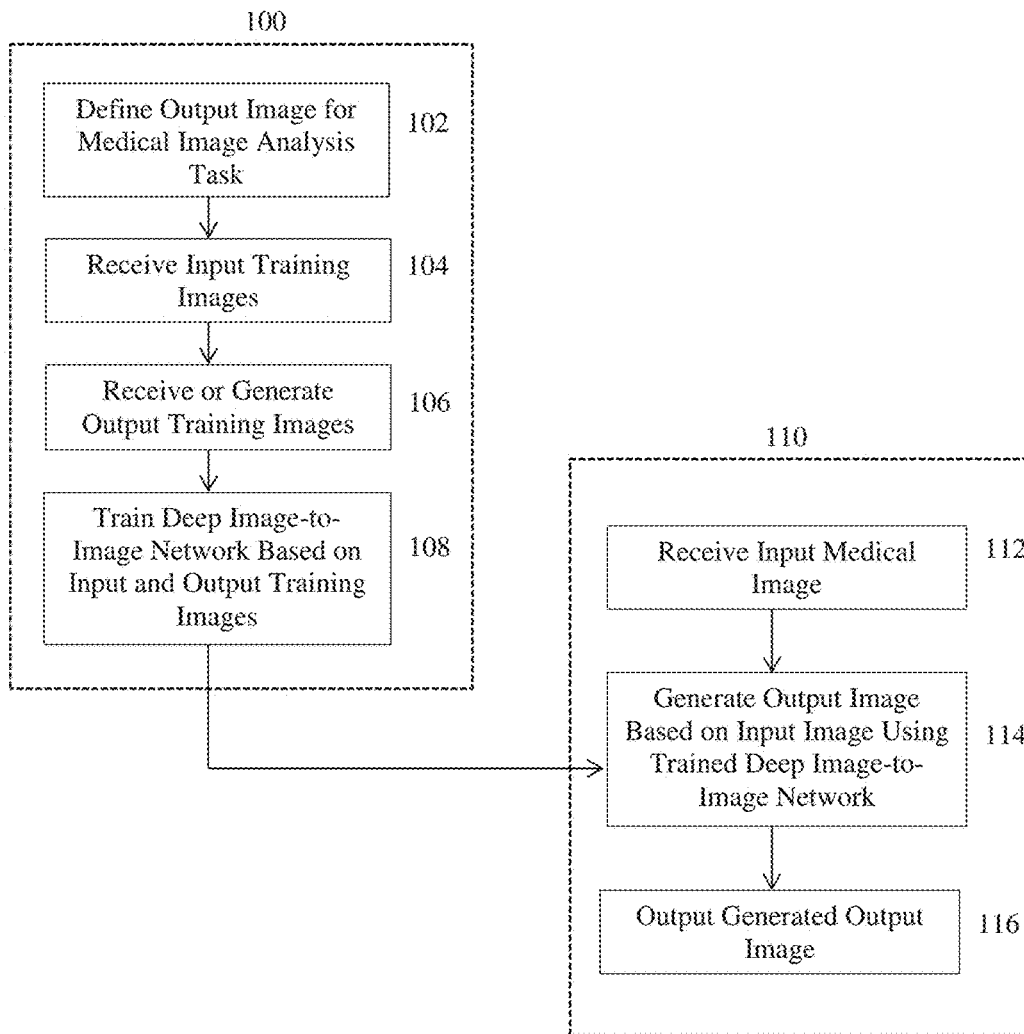 100
Define Output Image for
Medical Image Analysis
Task
102
Receive Input Training
Images
104
Receive or Generate
Output Training Images
106
Train Deep Image-to-
Image Network Based on
Input and Output Training
Images
108
110
Receive Input Medical
Image
112
Generate Output Image
Based on Input Image Using
Trained Deep Image-to-
Image Network
114
Output Generated Output
Image
116